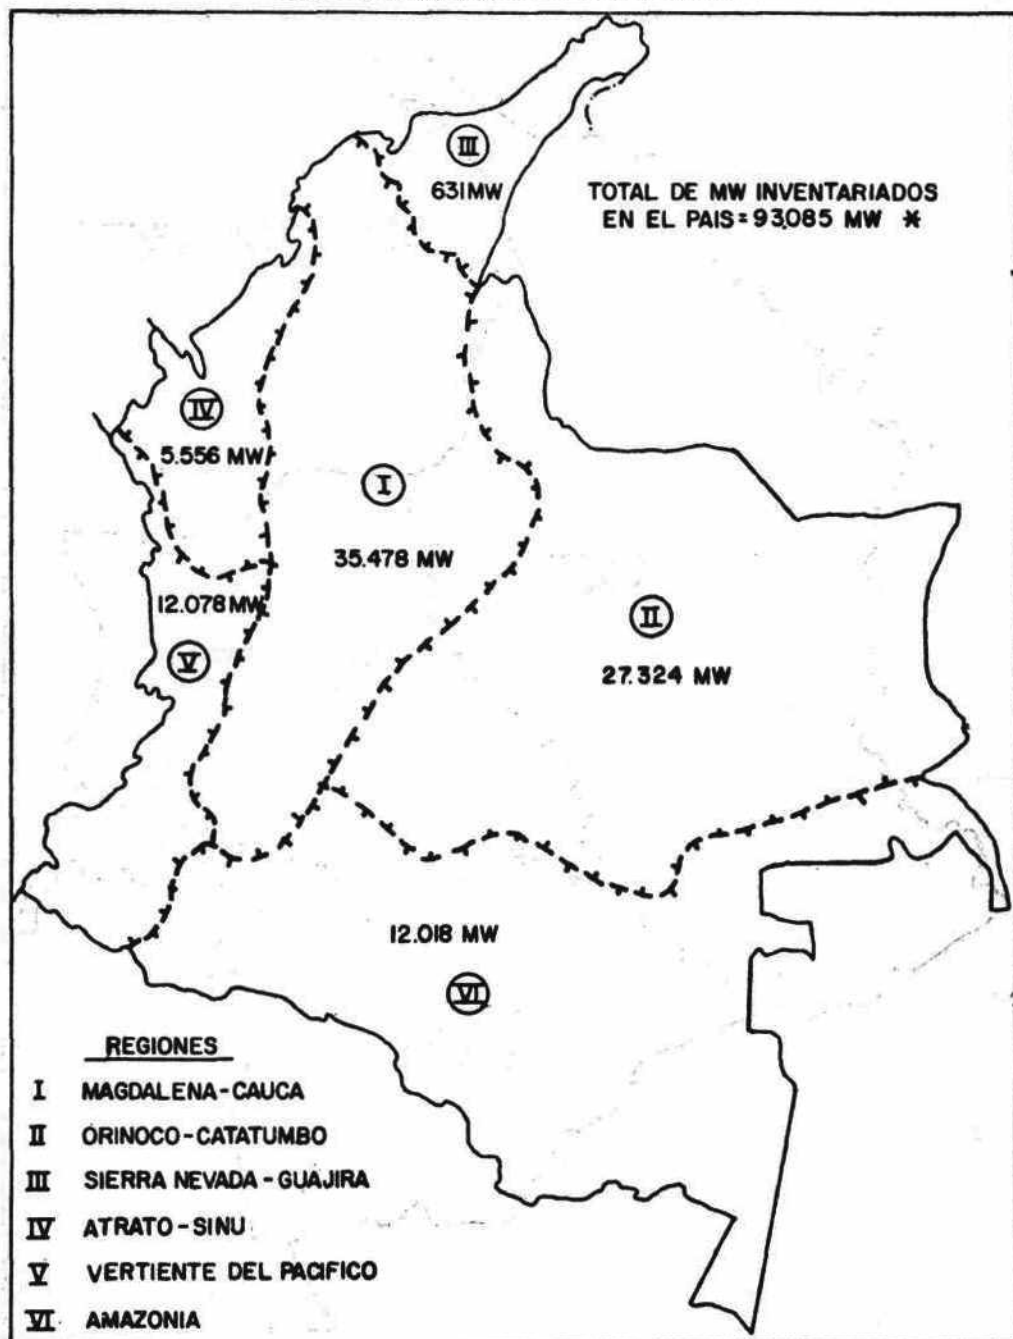 III
631 MW
TOTAL DE MW INVENTARIADOS
EN EL PAIS = 93.085 MW *
IV
5.556 MW
I
35.478 MW
12.078 MW
V
II
27.324 MW
12.018 MW
VI
REGIONES
I MAGDALENA-CAUCA
II ORINOCO-CATATUMBO
III SIERRA NEVADA-GUAJIRA
IV ATRATO-SINU
V VERTIENTE DEL PACIFICO
VI AMAZONIA